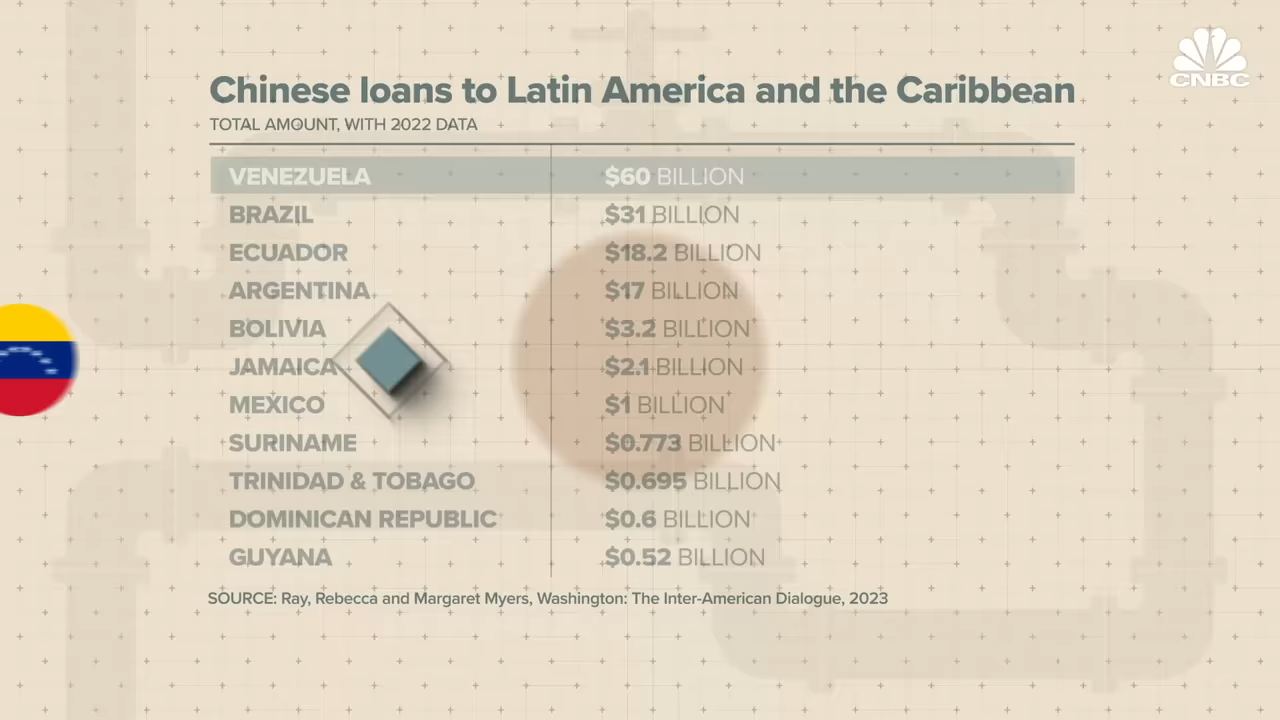 CNBC
Chinese loans to Latin America and the Caribbean
TOTAL AMOUNT, WITH 2022 DATA
VENEZUELA $60 BILLION
BRAZIL $31 BILLION
ECUADOR $18.2 BILLION
ARGENTINA $17 BILLION
BOLIVIA $3.2 BILLION
JAMAICA $2.1 BILLION
MEXICO $1 BILLION
SURINAME $0.773 BILLION
TRINIDAD & TOBAGO $0.695 BILLION
DOMINICAN REPUBLIC $0.6 BILLION
GUYANA $0.52 BILLION
SOURCE: Ray, Rebecca and Margaret Myers, Washington: The Inter-American Dialogue, 2023